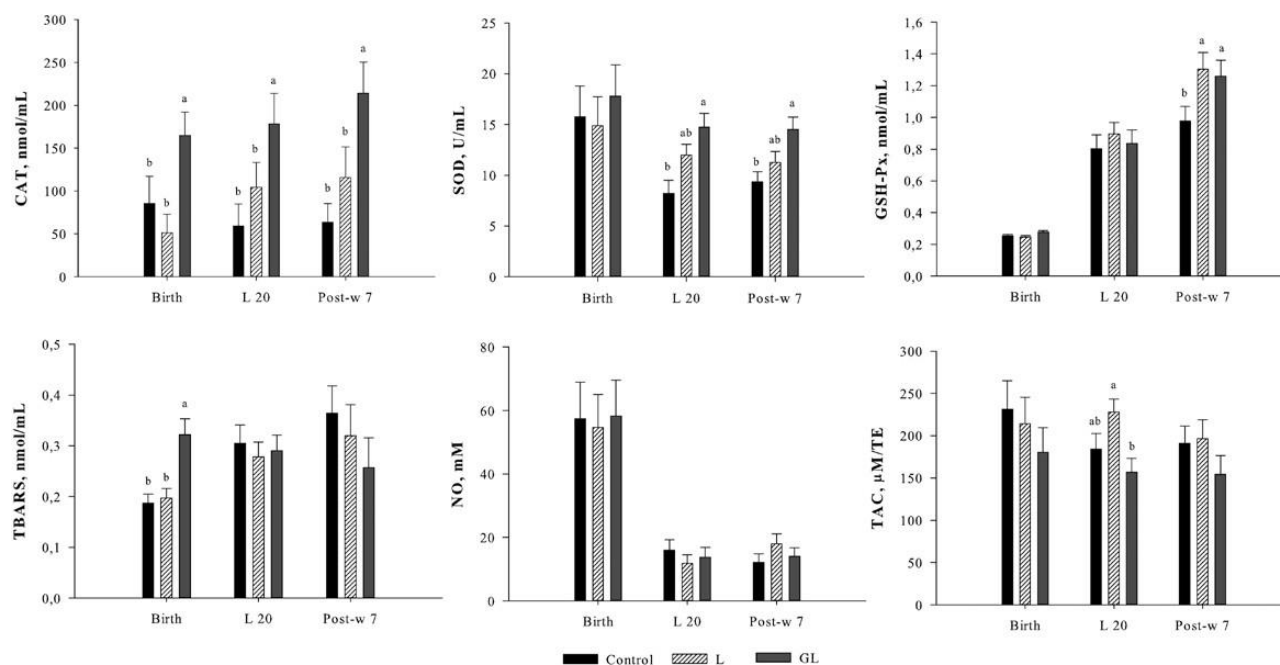 300
250
200
150
100
50
0
CAT, nmol/mL
b
b
a
b
b
a
b
b
a
Birth
L 20
Post-w 7
25
20
15
10
5
0
SOD, U/mL
b
ab
a
b
ab
a
Birth
L 20
Post-w 7
1,6
1,4
1,2
1,0
0,8
0,6
0,4
0,2
0,0
GSH-Px, nmol/mL
b
a
a
Birth
L 20
Post-w 7
0,5
0,4
0,3
0,2
0,1
0,0
TBARS, nmol/mL
b
b
a
Birth
L 20
Post-w 7
80
60
40
20
0
NO, mM
Birth
L 20
Post-w 7
300
250
200
150
100
50
0
TAC, µM/TE
ab
a
b
Birth
L 20
Post-w 7
Control
L
GL